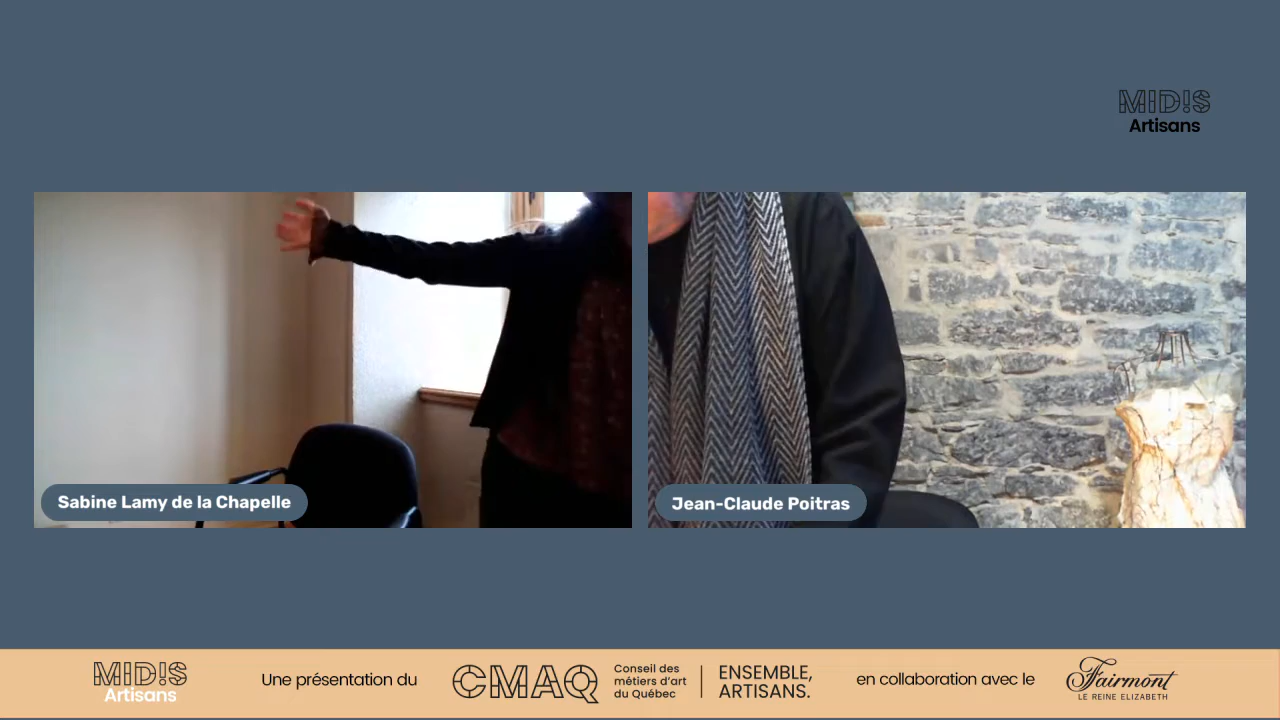 MIDIS
Artisans
Sabine Lamy de la Chapelle
Jean-Claude Poitras
MIDIS
Artisans
Une présentation du
CMAQ
Conseil des
métiers d'art
du Québec
ENSEMBLE,
ARTISANS.
en collaboration avec le
Fairmont
LE REINE ELIZABETH